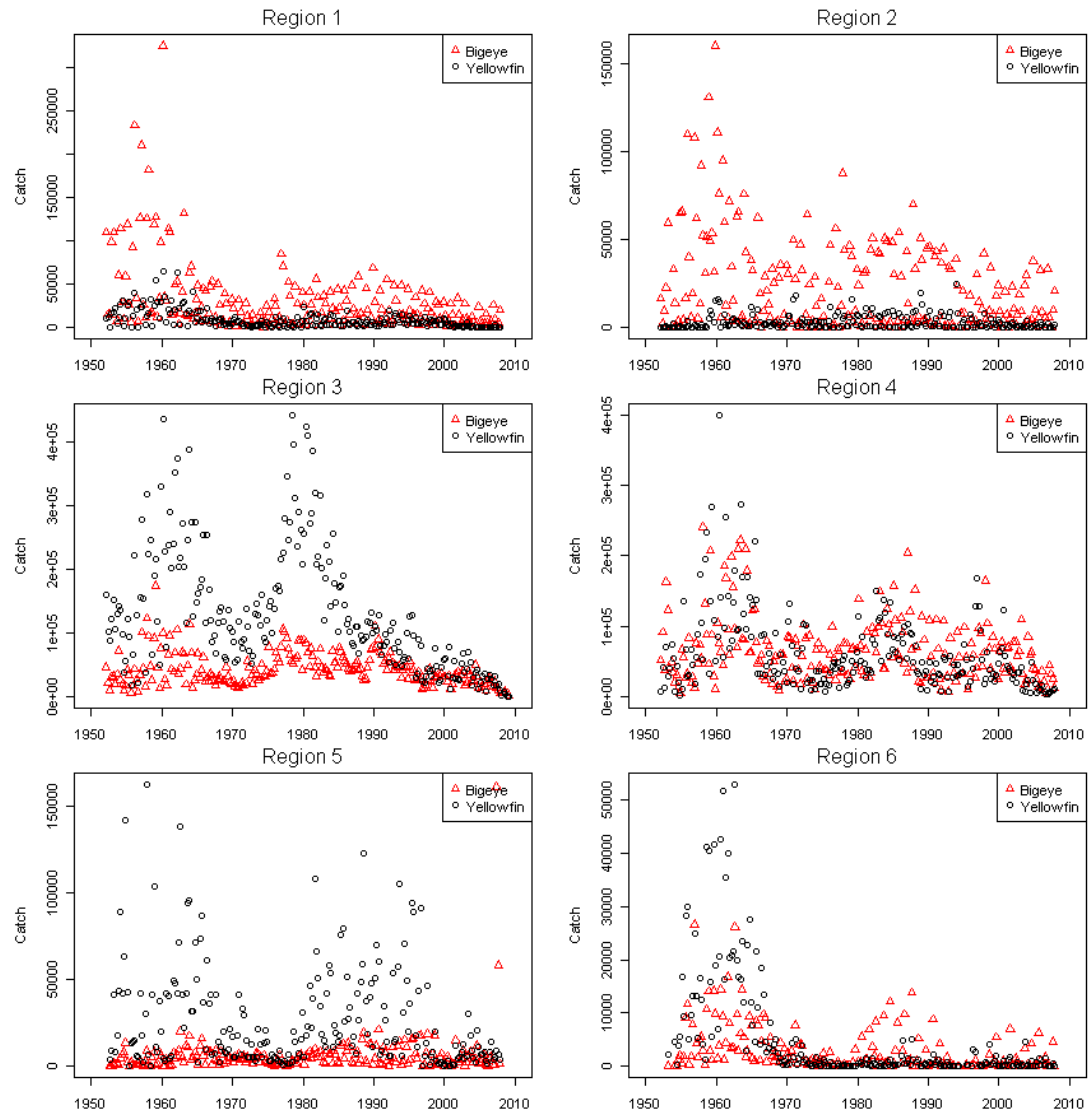 Region 1
Bigeye
Yellowfin
Catch
0 50000 150000 250000
1950 1960 1970 1980 1990 2000 2010
Region 2
Bigeye
Yellowfin
Catch
0 50000 100000 150000
1950 1960 1970 1980 1990 2000 2010
Region 3
Bigeye
Yellowfin
Catch
0e+00 1e+05 2e+05 3e+05 4e+05
1950 1960 1970 1980 1990 2000 2010
Region 4
Bigeye
Yellowfin
Catch
0e+00 1e+05 2e+05 3e+05 4e+05
1950 1960 1970 1980 1990 2000 2010
Region 5
Bigeye
Yellowfin
Catch
0 50000 100000 150000
1950 1960 1970 1980 1990 2000 2010
Region 6
Bigeye
Yellowfin
Catch
0 10000 20000 30000 40000 50000
1950 1960 1970 1980 1990 2000 2010